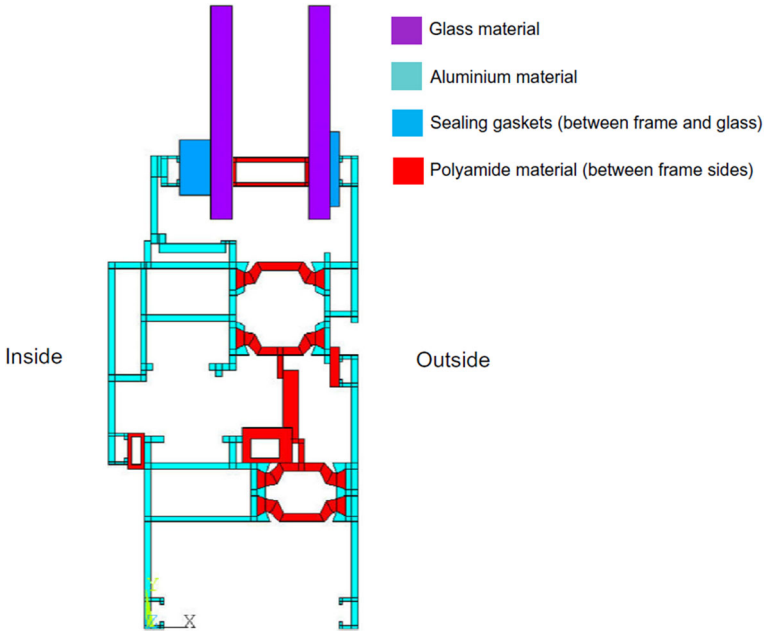 Glass material
Aluminium material
Sealing gaskets (between frame and glass)
Polyamide material (between frame sides)
Inside
Outside
Y
Z
X